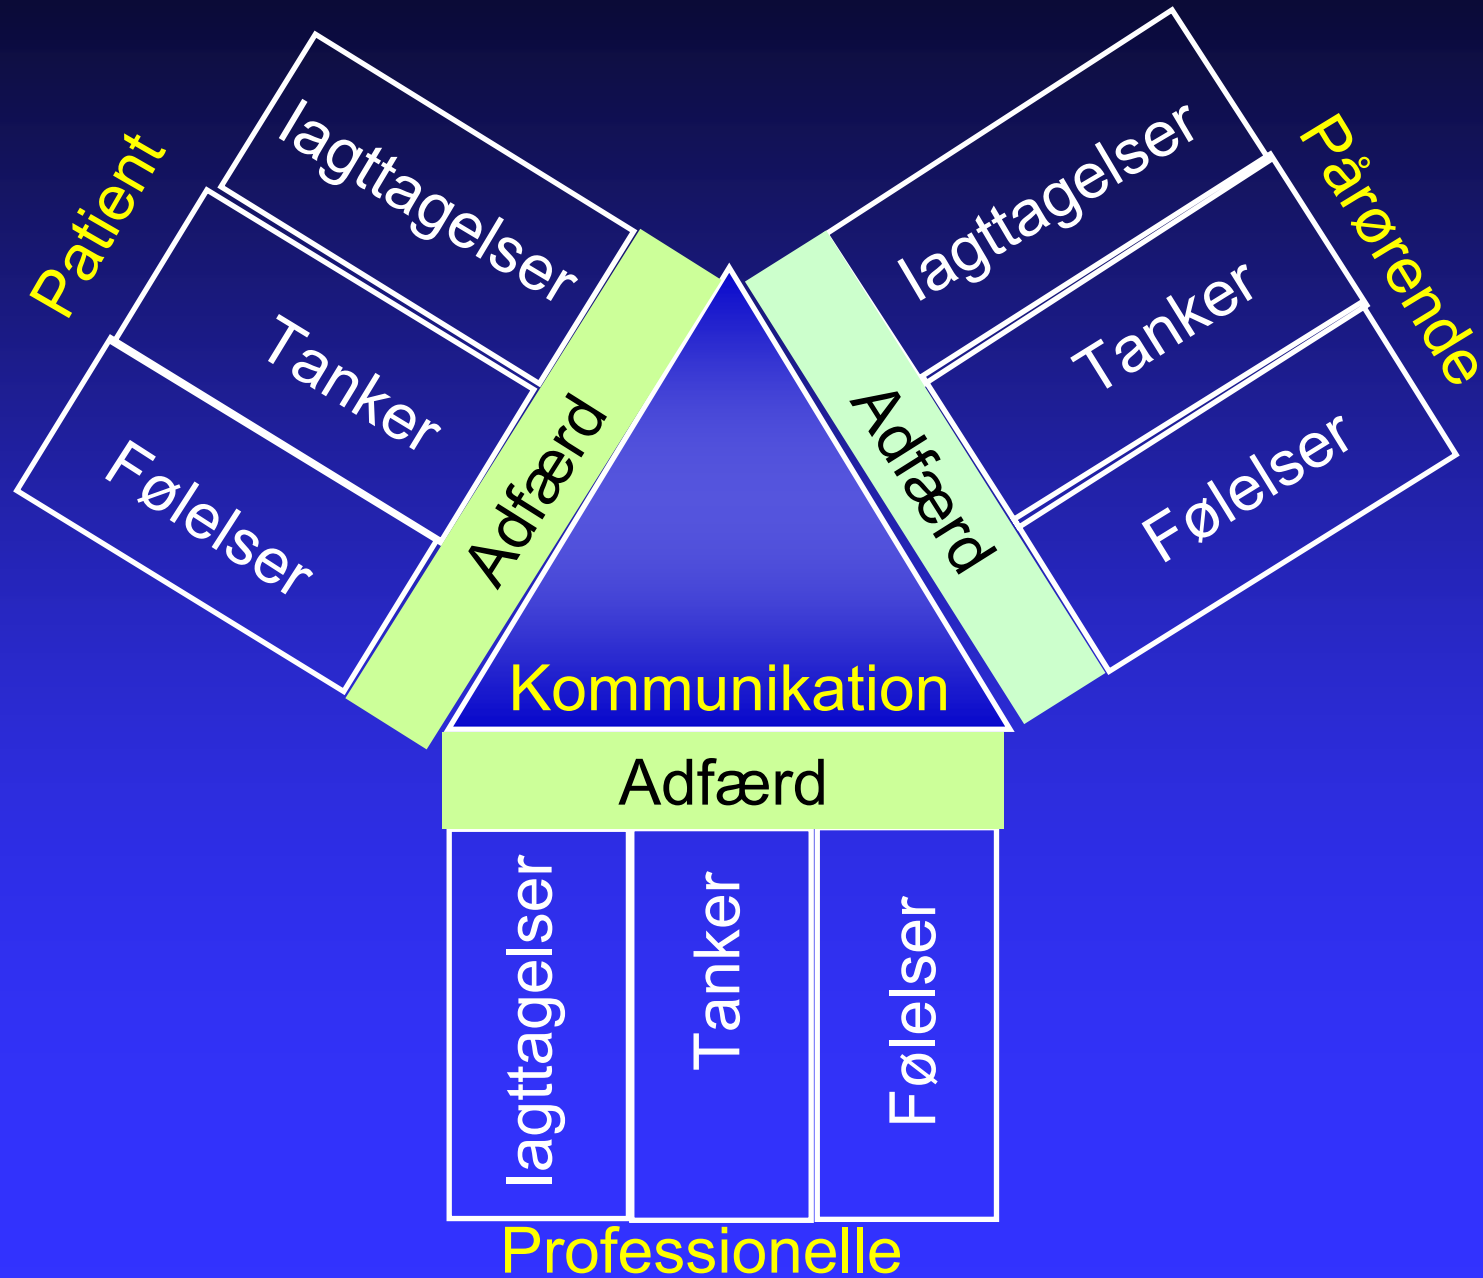 Patient
Iagttagelser
Tanker
Følelser
Adfærd
Pårørende
Iagttagelser
Tanker
Følelser
Adfærd
Kommunikation
Adfærd
Iagttagelser
Tanker
Følelser
Professionelle